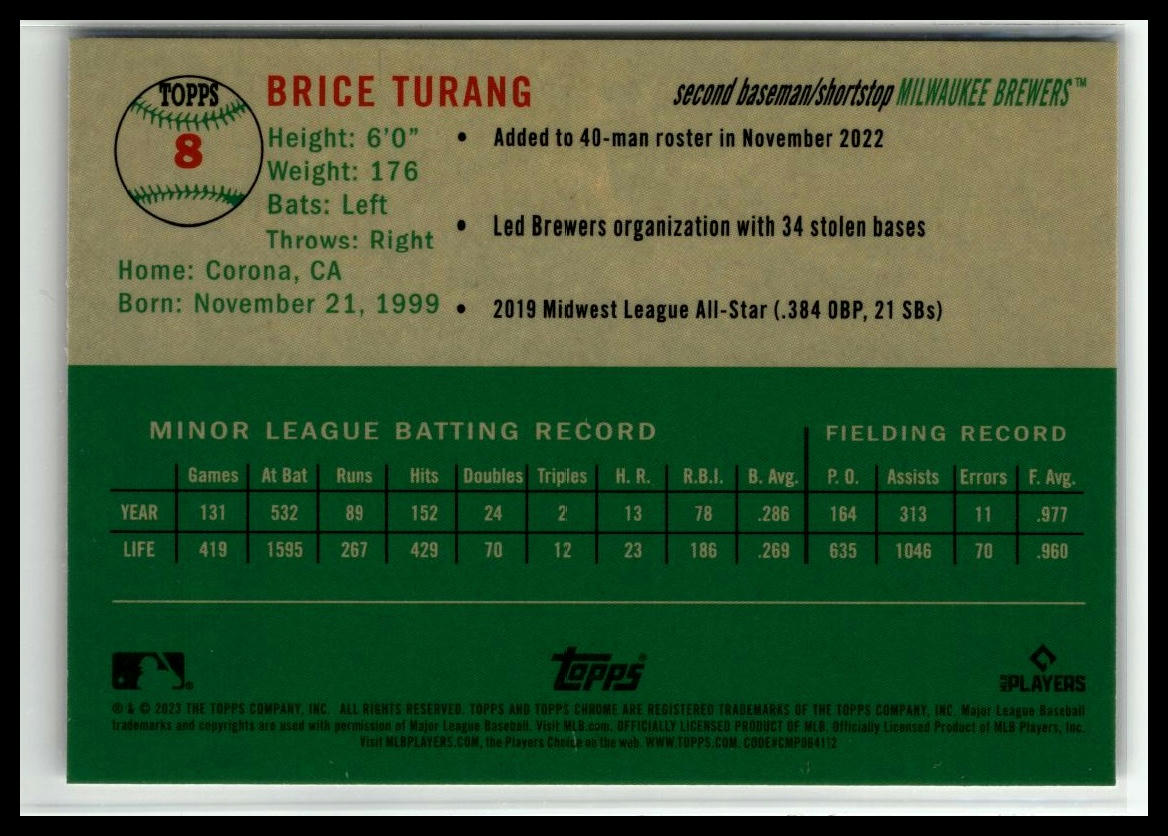 TOPPS
8
BRICE TURANG
second baseman/shortstop MILWAUKEE BREWERS™
Height: 6'0"
Weight: 176
Bats: Left
Throws: Right
Home: Corona, CA
Born: November 21, 1999
• Added to 40-man roster in November 2022
• Led Brewers organization with 34 stolen bases
• 2019 Midwest League All-Star (.384 OBP, 21 SBs)
MINOR LEAGUE BATTING RECORD FIELDING RECORD
Games At Bat Runs Hits Doubles Triples H. R. R.B.I. B. Avg. P. O. Assists Errors F. Avg.
YEAR 131 532 89 152 24 2 13 78 .286 164 313 11 .977
LIFE 419 1595 267 429 70 12 23 186 .269 635 1046 70 .960
topps®
MLB PLAYERS
® & © 2023 THE TOPPS COMPANY, INC. ALL RIGHTS RESERVED. TOPPS AND TOPPS CHROME ARE REGISTERED TRADEMARKS OF THE TOPPS COMPANY, INC. Major League Baseball
trademarks and copyrights are used with permission of Major League Baseball. Visit MLB.com. OFFICIALLY LICENSED PRODUCT OF MLB. Officially Licensed Product of MLB Players, Inc.
Visit MLBPLAYERS.COM, the Players Choice on the web. WWW.TOPPS.COM. CODE#CMP084112